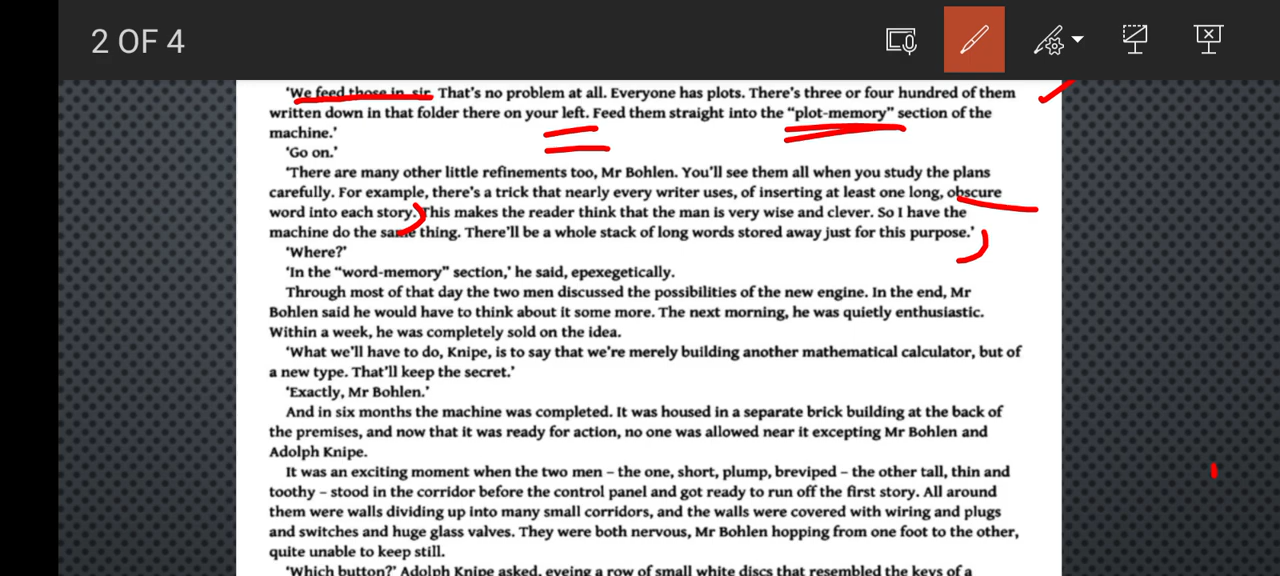 2 OF 4
‘We feed those in, sir. That’s no problem at all. Everyone has plots. There’s three or four hundred of them
written down in that folder there on your left. Feed them straight into the “plot-memory” section of the
machine.’
‘Go on.’
‘There are many other little refinements too, Mr Bohlen. You’ll see them all when you study the plans
carefully. For example, there’s a trick that nearly every writer uses, of inserting at least one long, obscure
word into each story. This makes the reader think that the man is very wise and clever. So I have the
machine do the same thing. There’ll be a whole stack of long words stored away just for this purpose.’
‘Where?’
‘In the “word-memory” section,’ he said, epexegetically.
Through most of that day the two men discussed the possibilities of the new engine. In the end, Mr
Bohlen said he would have to think about it some more. The next morning, he was quietly enthusiastic.
Within a week, he was completely sold on the idea.
‘What we’ll have to do, Knipe, is to say that we’re merely building another mathematical calculator, but of
a new type. That’ll keep the secret.’
‘Exactly, Mr Bohlen.’
And in six months the machine was completed. It was housed in a separate brick building at the back of
the premises, and now that it was ready for action, no one was allowed near it excepting Mr Bohlen and
Adolph Knipe.
It was an exciting moment when the two men – the one, short, plump, breviped – the other tall, thin and
toothy – stood in the corridor before the control panel and got ready to run off the first story. All around
them were walls dividing up into many small corridors, and the walls were covered with wiring and plugs
and switches and huge glass valves. They were both nervous, Mr Bohlen hopping from one foot to the other,
quite unable to keep still.
‘Which button?’ Adolph Knipe asked, eyeing a row of small white discs that resembled the keys of a